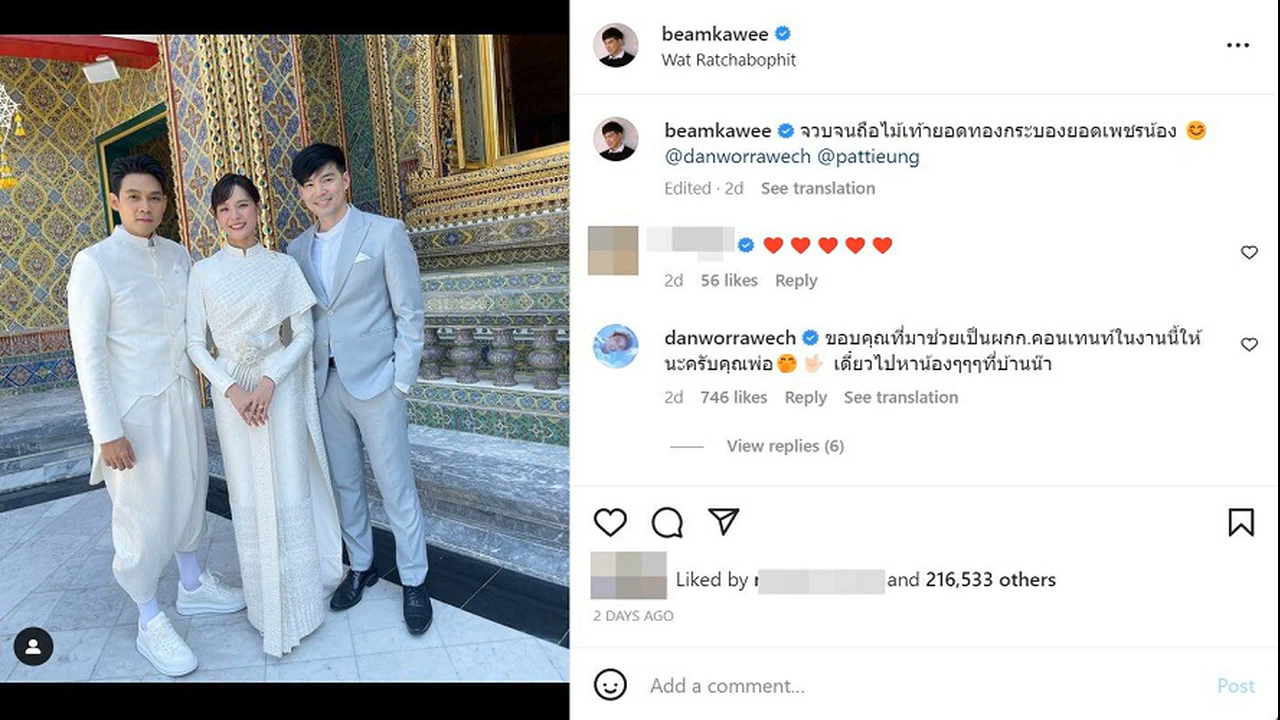 beamkawee
Wat Ratchabophit
beamkawee จวบจนถือไม้เท้ายอดทองกระบองยอดเพชรน้อง 😊
@danworrawech @pattieung
Edited · 2d See translation
❤️ ❤️ ❤️ ❤️ ❤️
2d 56 likes Reply
danworrawech ขอบคุณที่มาช่วยเป็นผกก.คอนเทนท์ในงานนี้ให้
นะครับคุณพ่อ🤭🤟🏻 เดี๋ยวไปหาน้องๆๆๆที่บ้านน๊า
2d 746 likes Reply See translation
View replies (6)
Liked by and 216,533 others
2 DAYS AGO
Add a comment...
Post